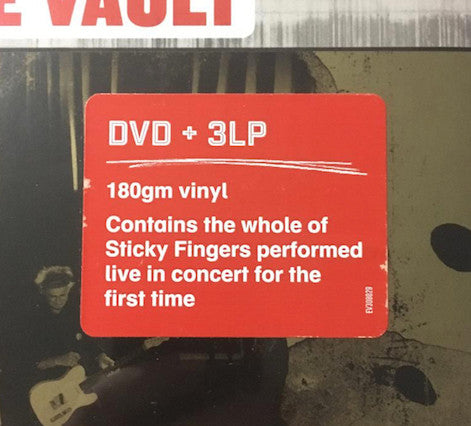 E VAULT
DVD + 3LP
180gm vinyl
Contains the whole of
Sticky Fingers performed
live in concert for the
first time
EV309829